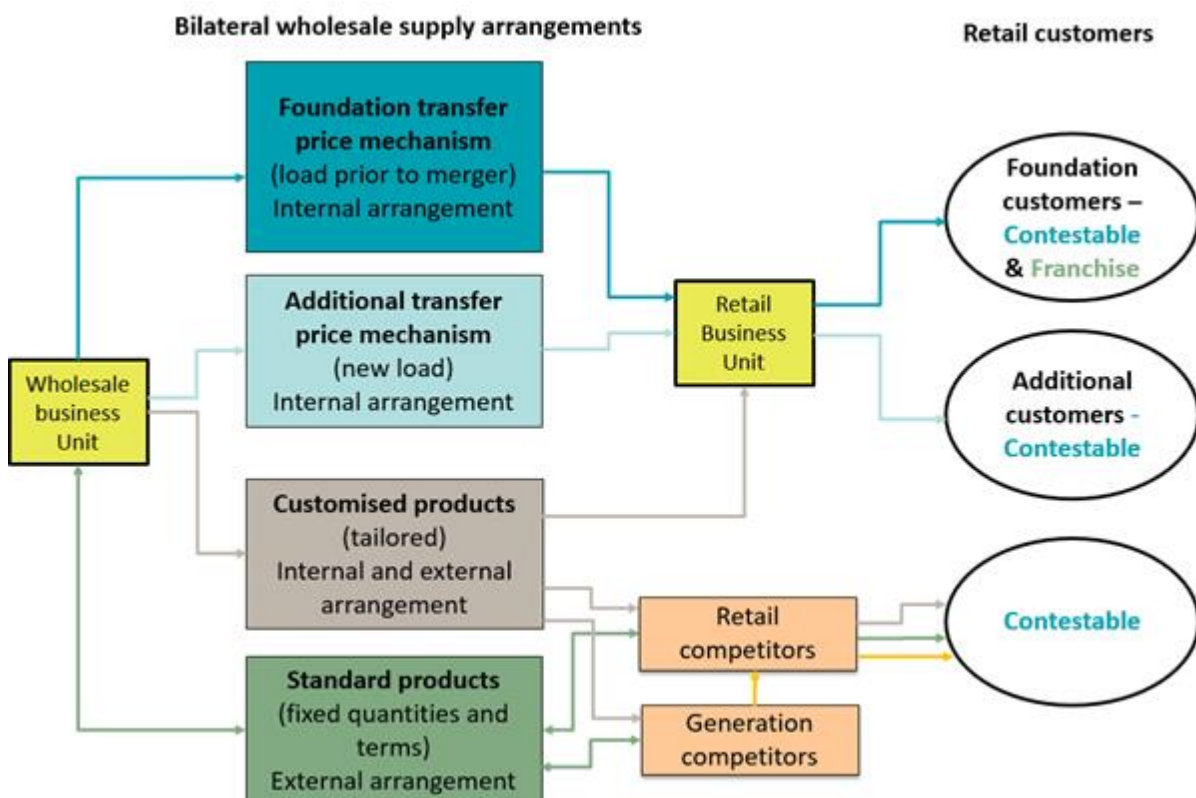 Bilateral wholesale supply arrangements
Retail customers
Foundation transfer
price mechanism
(load prior to merger)
Internal arrangement
Foundation
customers –
Contestable
& Franchise
Additional transfer
price mechanism
(new load)
Internal arrangement
Retail
Business
Unit
Wholesale
business
Unit
Additional
customers -
Contestable
Customised products
(tailored)
Internal and external
arrangement
Retail
competitors
Contestable
Standard products
(fixed quantities and
terms)
External arrangement
Generation
competitors